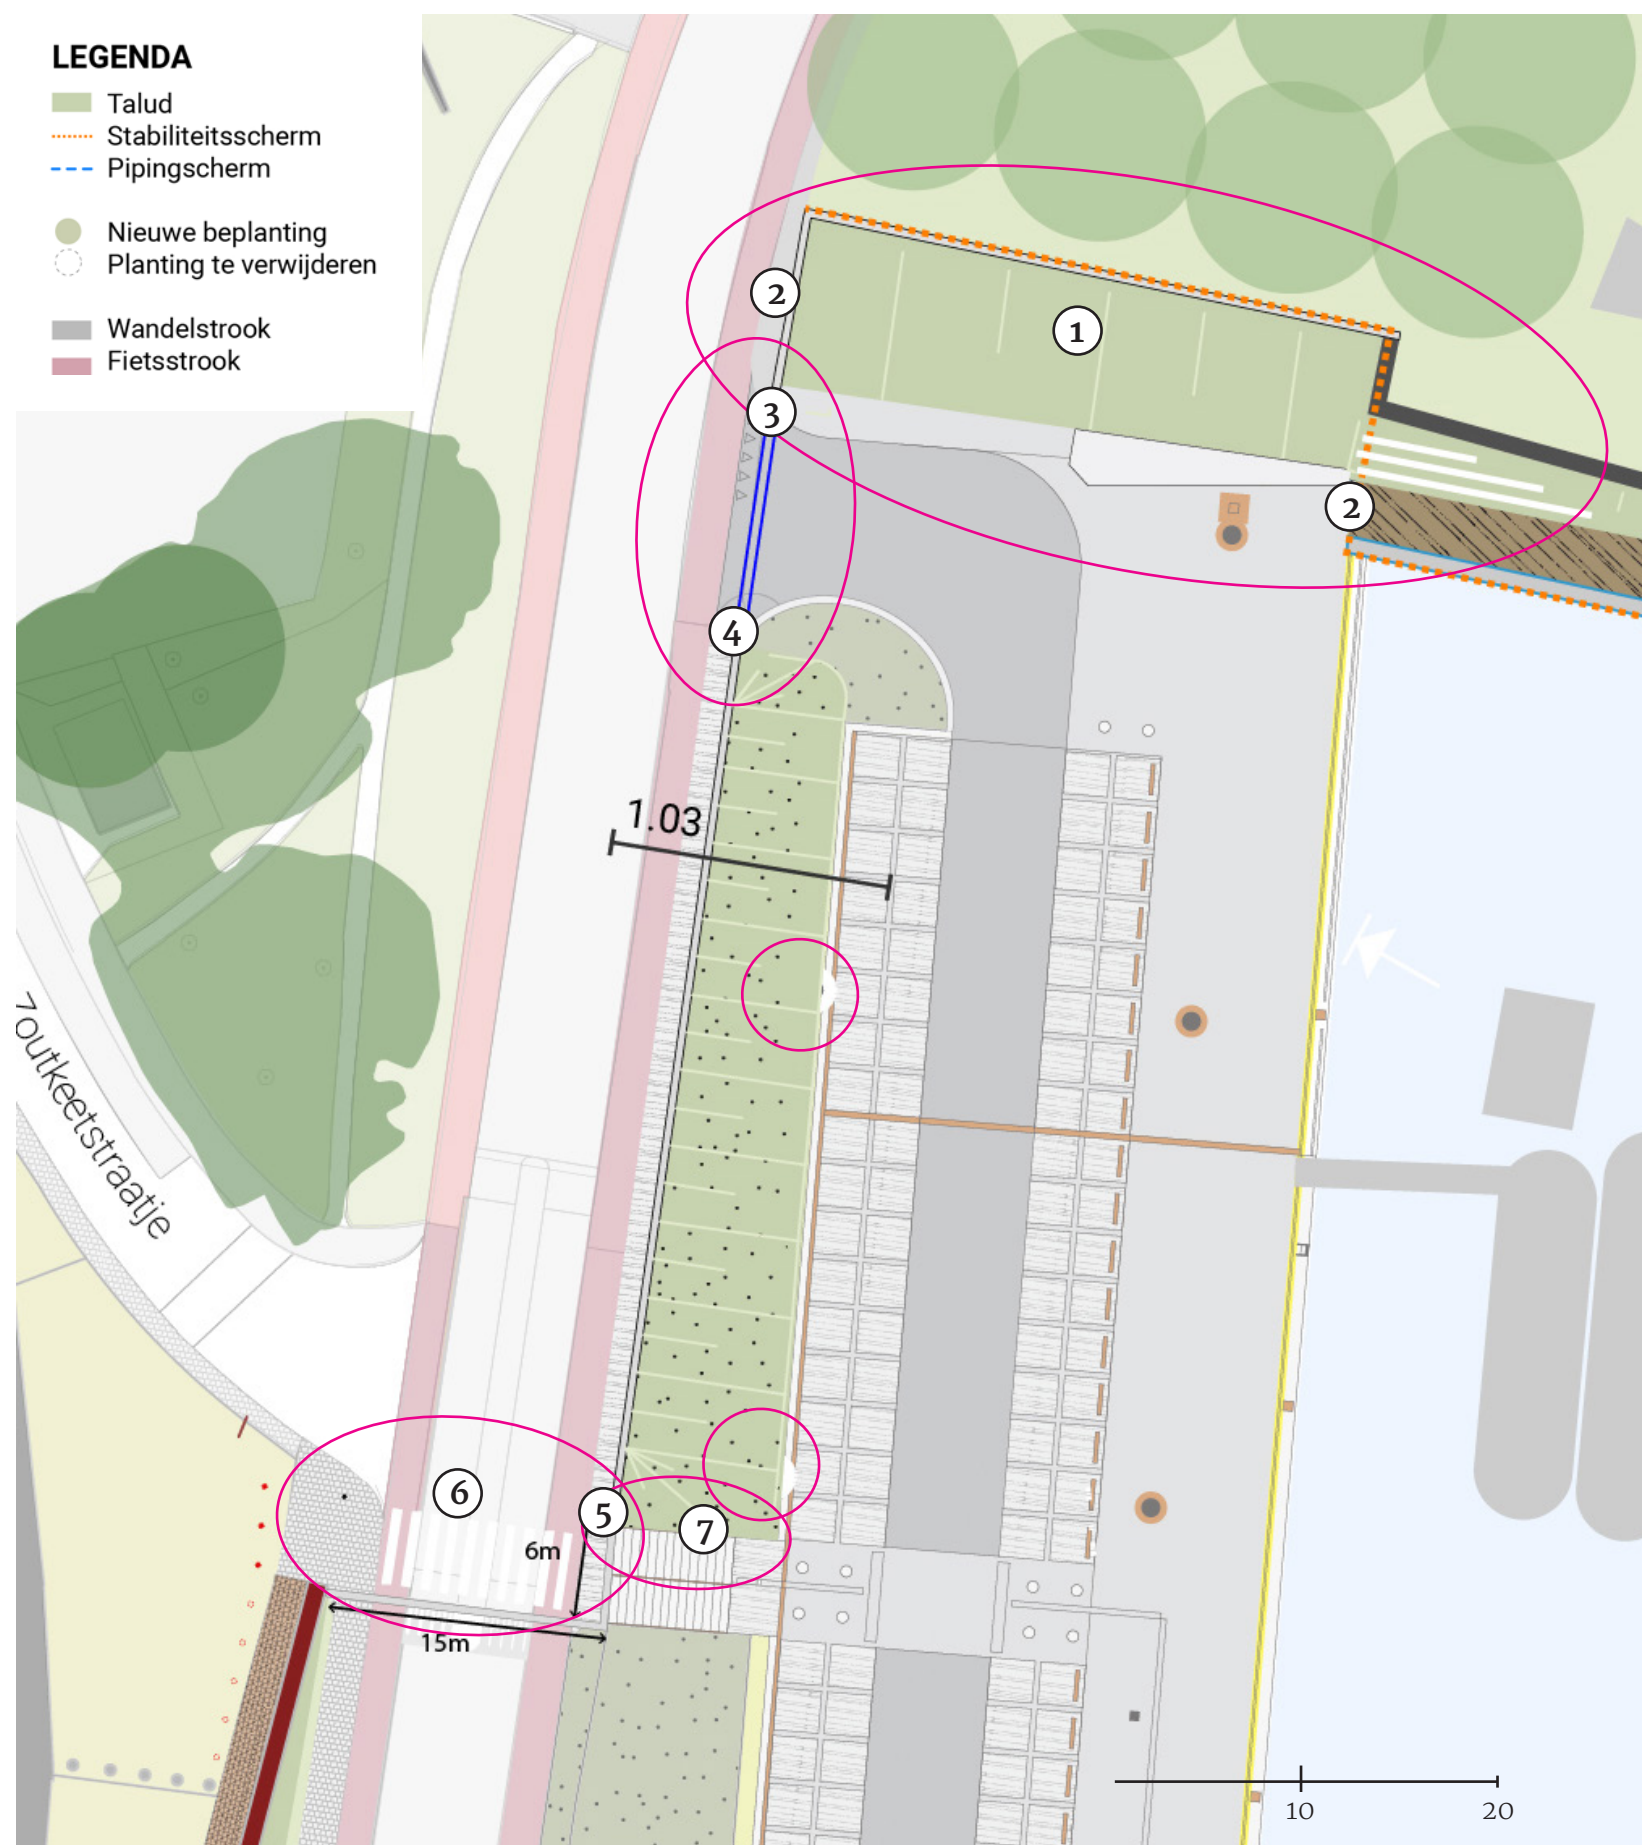 LEGENDA
Talud
Stabiliteitsscherm
Pipingscherm
Nieuwe beplanting
Planting te verwijderen
Wandelstrook
Fietsstrook
2
1
3
2
4
1.03
Zoutkeetstraatje
6
5
7
6m
15m
10
20